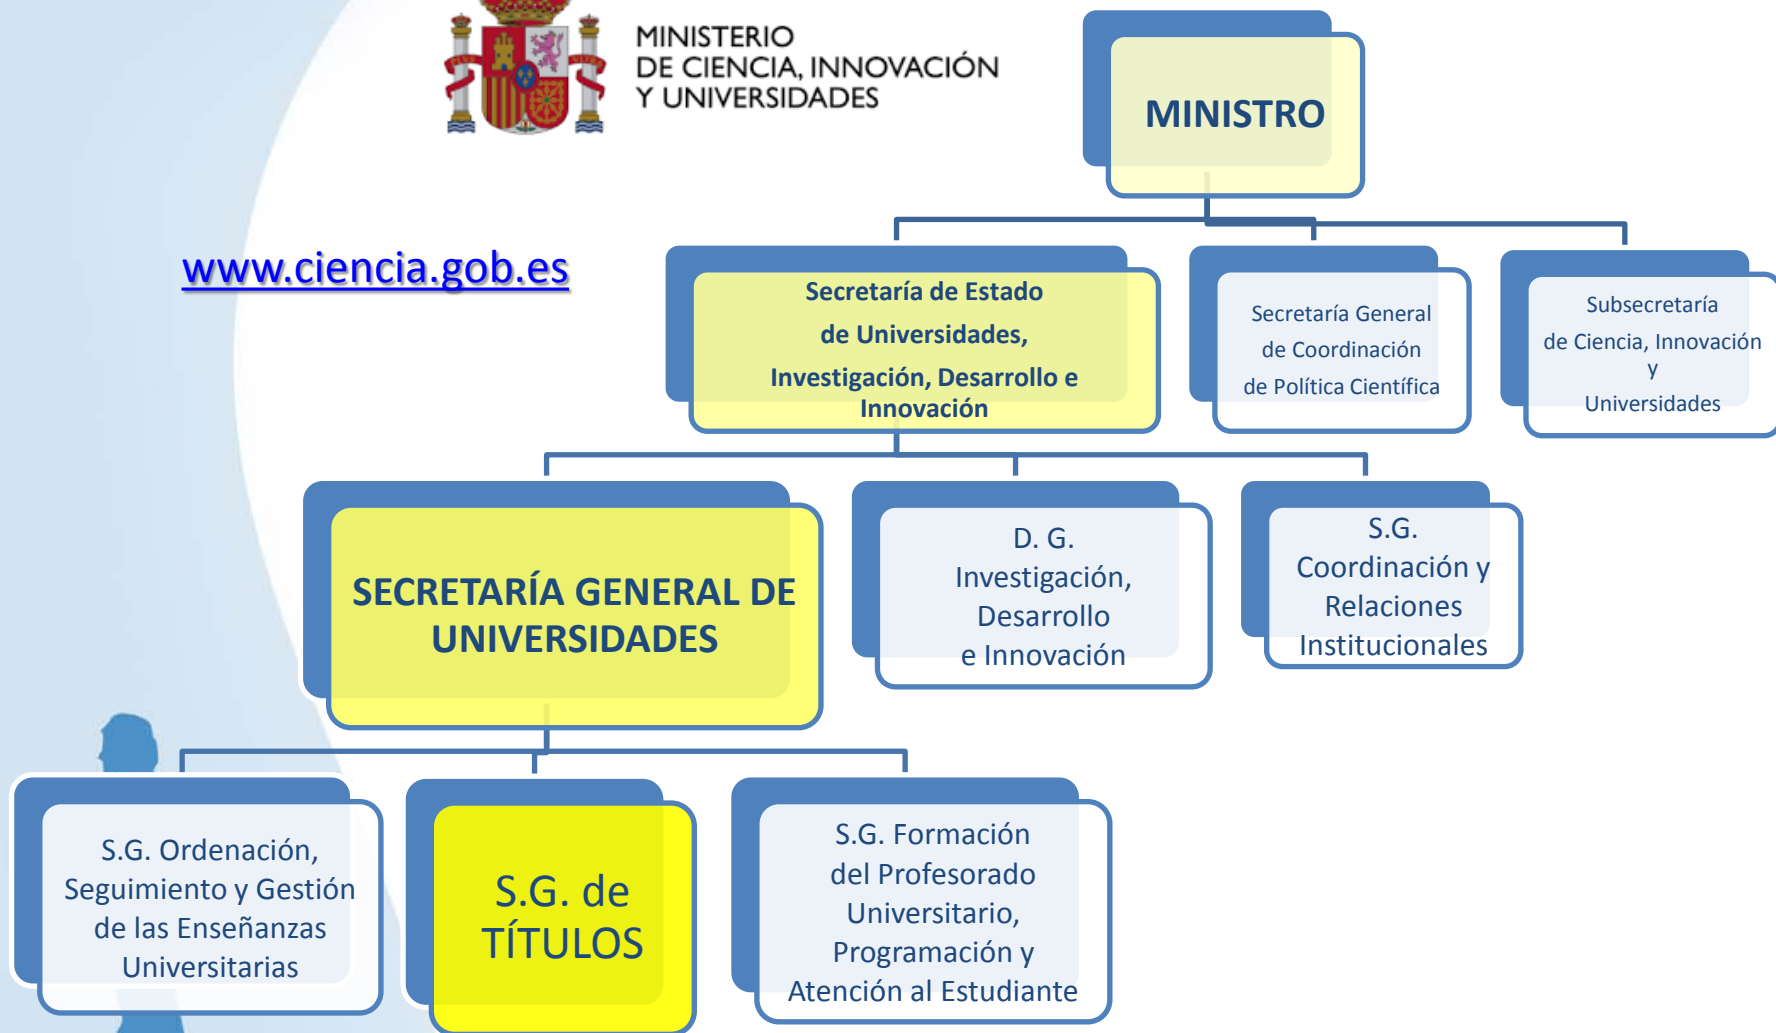 MINISTERIO
DE CIENCIA, INNOVACIÓN
Y UNIVERSIDADES
MINISTRO
www.ciencia.gob.es
Secretaría de Estado
de Universidades,
Investigación, Desarrollo e
Innovación
Secretaría General
de Coordinación
de Política Científica
Subsecretaría
de Ciencia, Innovación
y
Universidades
SECRETARÍA GENERAL DE
UNIVERSIDADES
D. G.
Investigación,
Desarrollo
e Innovación
S.G.
Coordinación y
Relaciones
Institucionales
S.G. Ordenación,
Seguimiento y Gestión
de las Enseñanzas
Universitarias
S.G. de
TÍTULOS
S.G. Formación
del Profesorado
Universitario,
Programación y
Atención al Estudiante